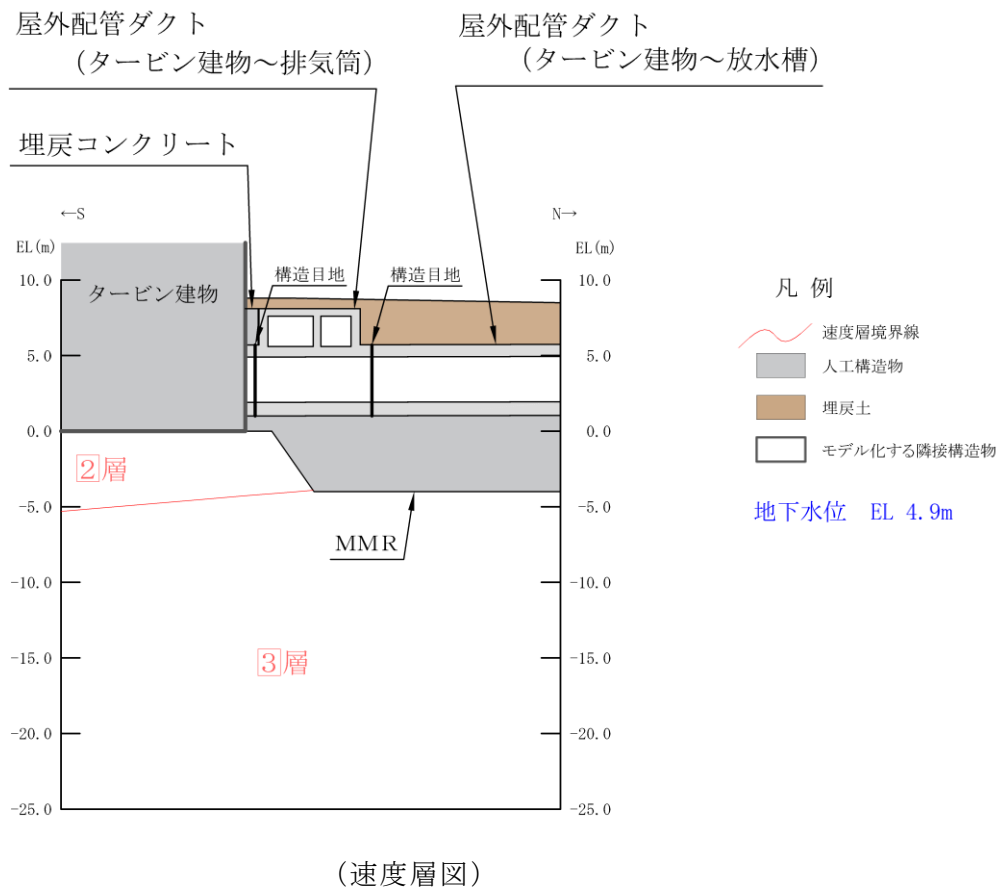 屋外配管ダクト
(タービン建物～排気筒)
屋外配管ダクト
(タービン建物～放水槽)
埋戻コンクリート
←S
N→
EL(m)
EL(m)
構造目地
構造目地
タービン建物
10.0
5.0
0.0
-5.0
-10.0
-15.0
-20.0
-25.0
10.0
5.0
0.0
-5.0
-10.0
-15.0
-20.0
-25.0
2層
MMR
3層
凡 例
速度層境界線
人工構造物
埋戻土
モデル化する隣接構造物
地下水位 EL 4.9m
(速度層図)